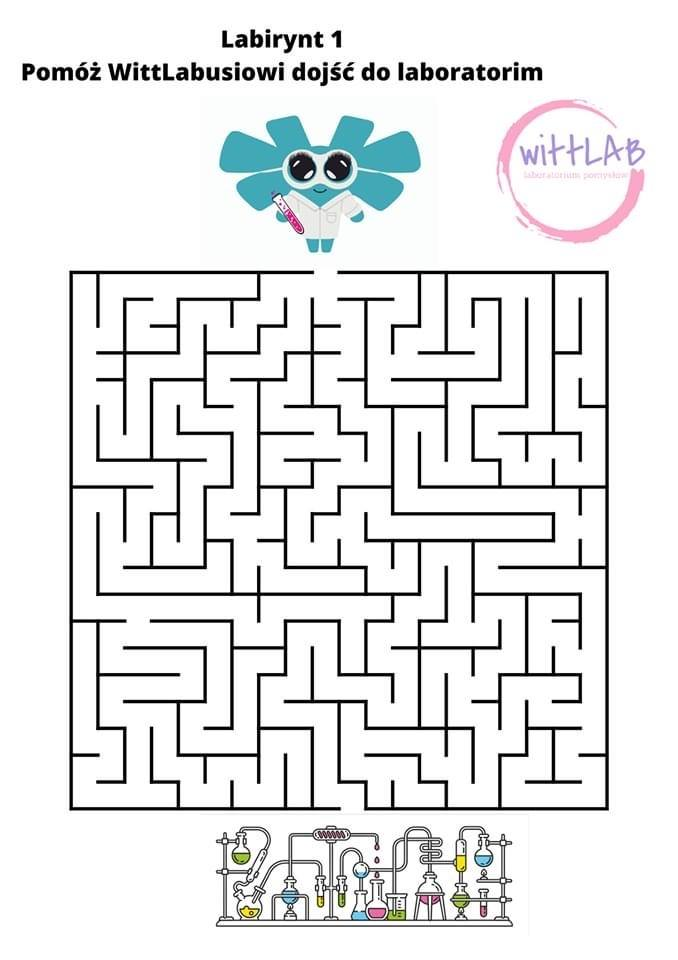 Labirynt 1
Pomóż WittLabusiowi dojść do laboratorim
wittLAB
laboratorium pomysłów